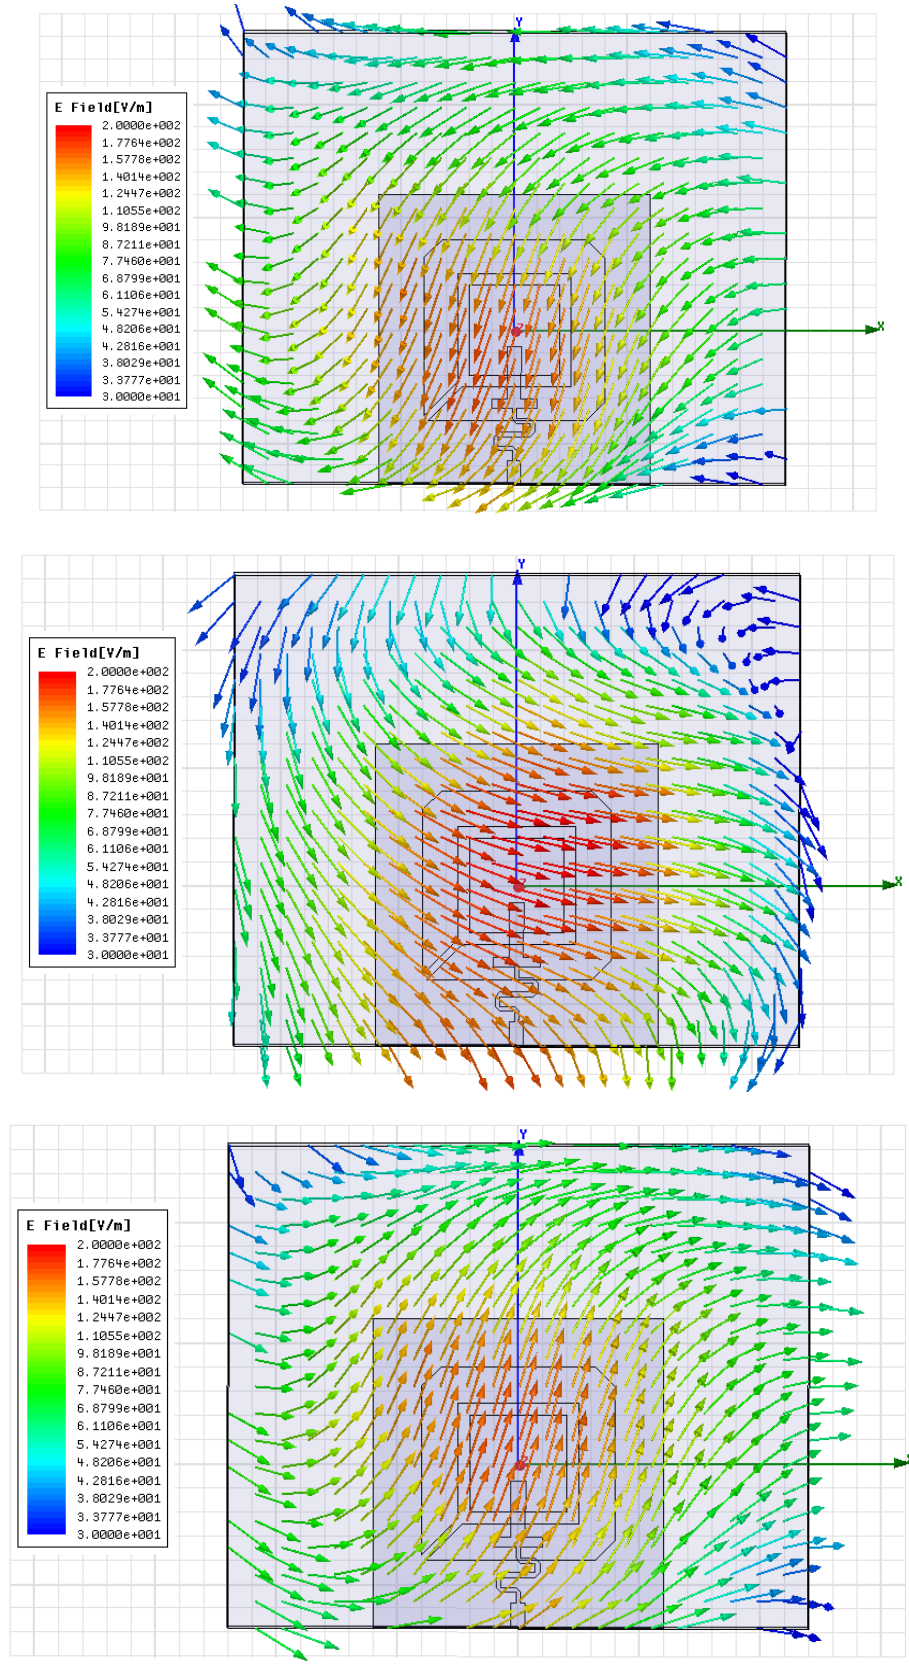 Y
E Field[V/m]
2.0000e+002
1.7764e+002
1.5778e+002
1.4014e+002
1.2447e+002
1.1055e+002
9.8189e+001
8.7211e+001
7.7460e+001
6.8799e+001
6.1106e+001
5.4274e+001
4.8206e+001
4.2816e+001
3.8029e+001
3.3777e+001
3.0000e+001
X
Y
E Field[V/m]
2.0000e+002
1.7764e+002
1.5778e+002
1.4014e+002
1.2447e+002
1.1055e+002
9.8189e+001
8.7211e+001
7.7460e+001
6.8799e+001
6.1106e+001
5.4274e+001
4.8206e+001
4.2816e+001
3.8029e+001
3.3777e+001
3.0000e+001
X
Y
E Field[V/m]
2.0000e+002
1.7764e+002
1.5778e+002
1.4014e+002
1.2447e+002
1.1055e+002
9.8189e+001
8.7211e+001
7.7460e+001
6.8799e+001
6.1106e+001
5.4274e+001
4.8206e+001
4.2816e+001
3.8029e+001
3.3777e+001
3.0000e+001